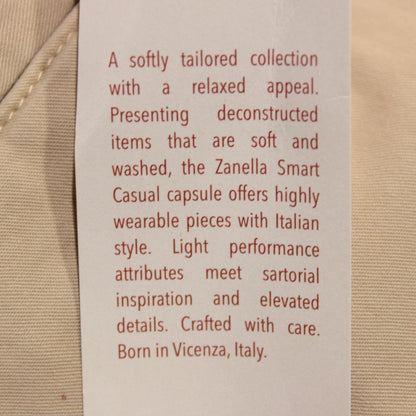 A softly tailored collection
with a relaxed appeal.
Presenting deconstructed
items that are soft and
washed, the Zanella Smart
Casual capsule offers highly
wearable pieces with Italian
style. Light performance
attributes meet sartorial
inspiration and elevated
details. Crafted with care.
Born in Vicenza, Italy.